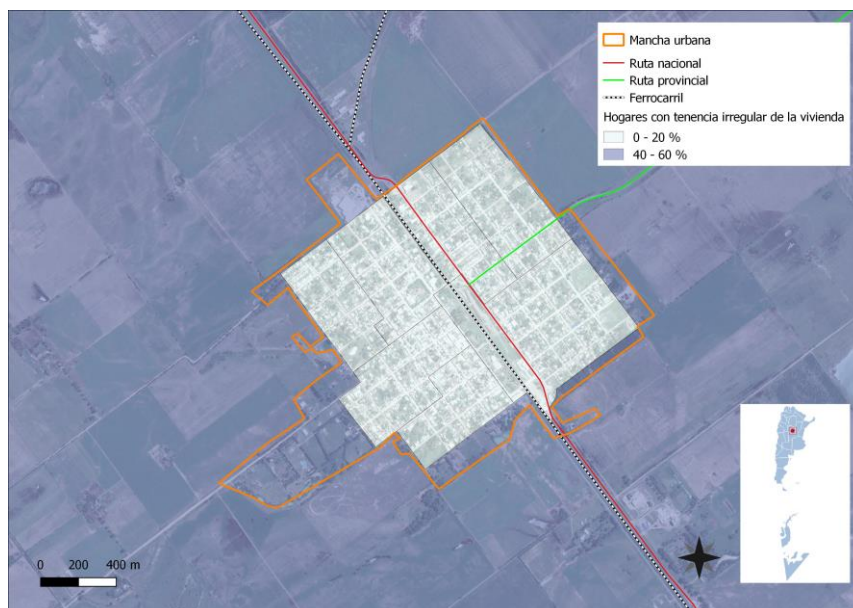 Mancha urbana
Ruta nacional
Ruta provincial
Ferrocarril
Hogares con tenencia irregular de la vivienda
0 - 20 %
40 - 60 %
0 200 400 m